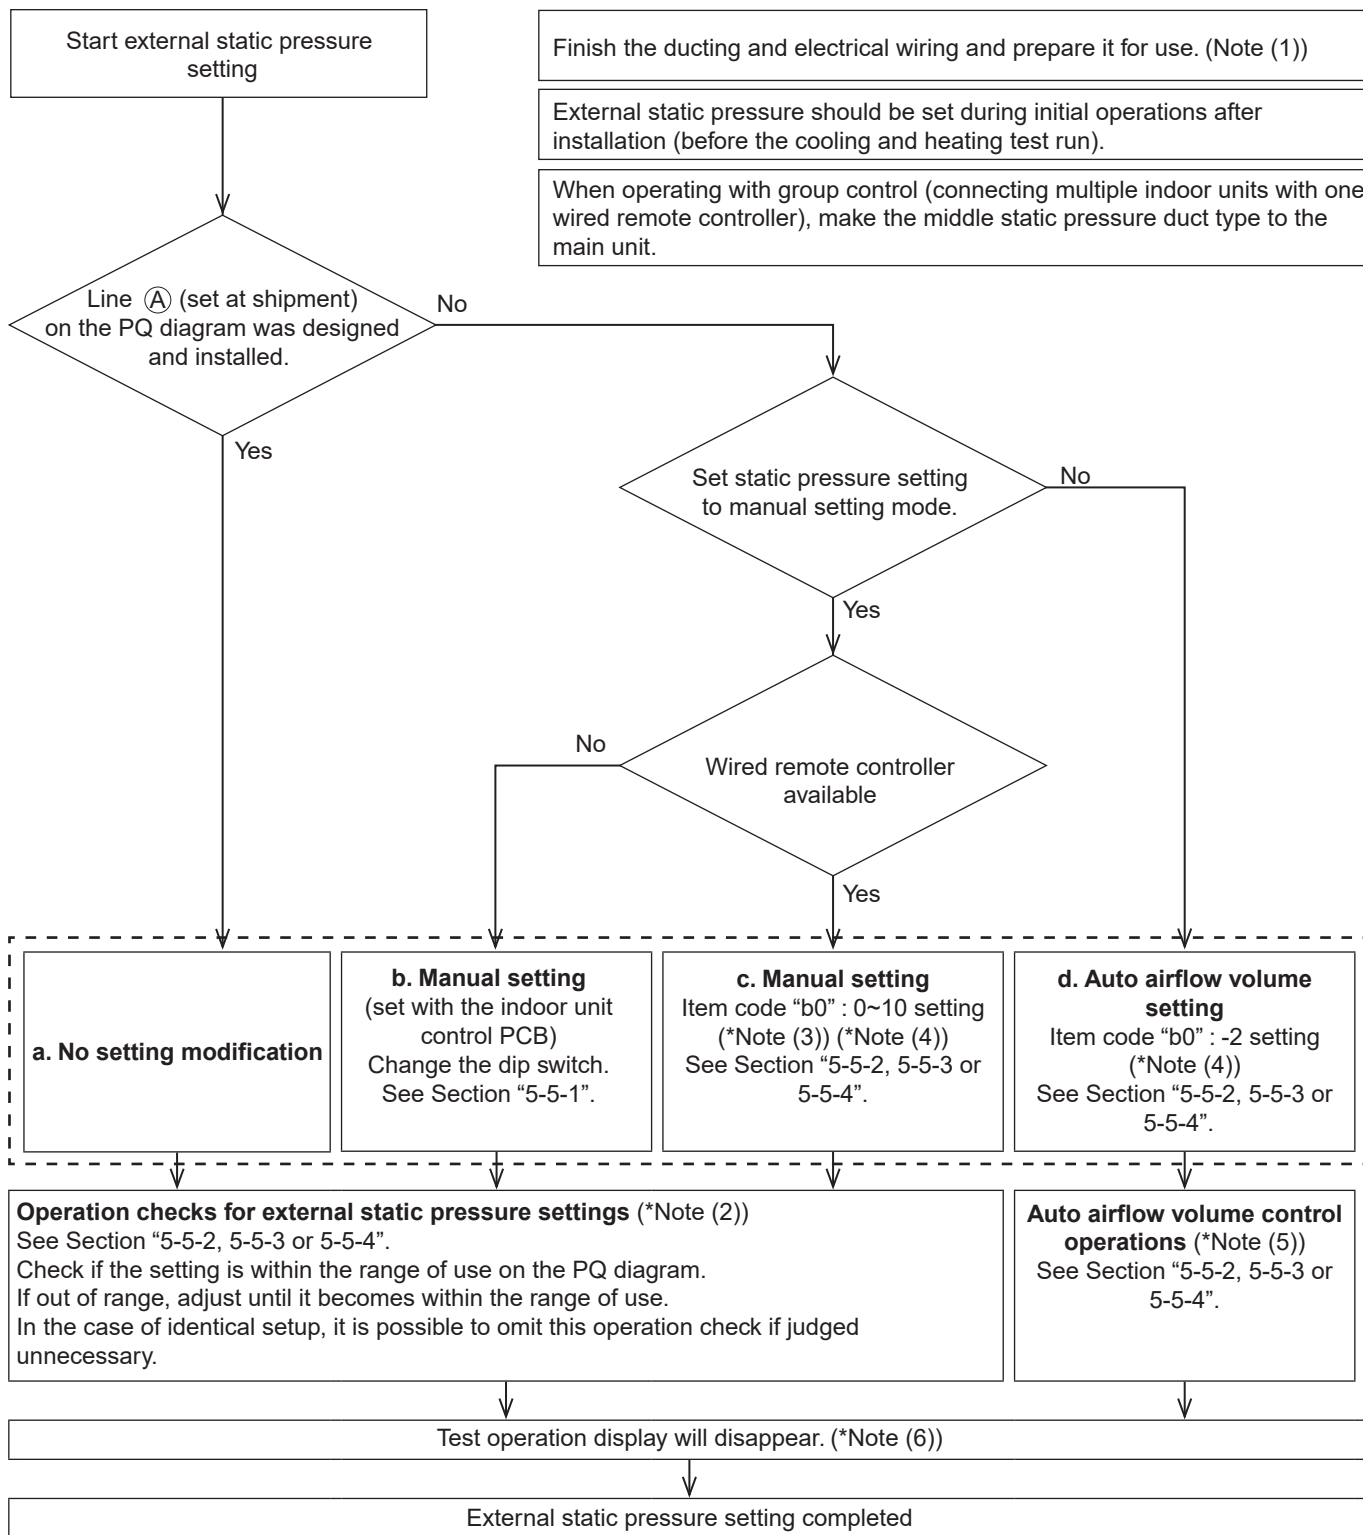 Start external static pressure
setting
Finish the ducting and electrical wiring and prepare it for use. (Note (1))
External static pressure should be set during initial operations after
installation (before the cooling and heating test run).
When operating with group control (connecting multiple indoor units with one
wired remote controller), make the middle static pressure duct type to the
main unit.
Line Ⓐ (set at shipment)
on the PQ diagram was designed
and installed.
No
Yes
Set static pressure setting
to manual setting mode.
No
Yes
Wired remote controller
available
No
Yes
a. No setting modification
b. Manual setting
(set with the indoor unit
control PCB)
Change the dip switch.
See Section “5-5-1”.
c. Manual setting
Item code “b0” : 0~10 setting
(*Note (3)) (*Note (4))
See Section “5-5-2, 5-5-3 or
5-5-4”.
d. Auto airflow volume
setting
Item code “b0” : -2 setting
(*Note (4))
See Section “5-5-2, 5-5-3 or
5-5-4”.
Operation checks for external static pressure settings (*Note (2))
See Section “5-5-2, 5-5-3 or 5-5-4”.
Check if the setting is within the range of use on the PQ diagram.
If out of range, adjust until it becomes within the range of use.
In the case of identical setup, it is possible to omit this operation check if judged
unnecessary.
Auto airflow volume control
operations (*Note (5))
See Section “5-5-2, 5-5-3 or
5-5-4”.
Test operation display will disappear. (*Note (6))
External static pressure setting completed